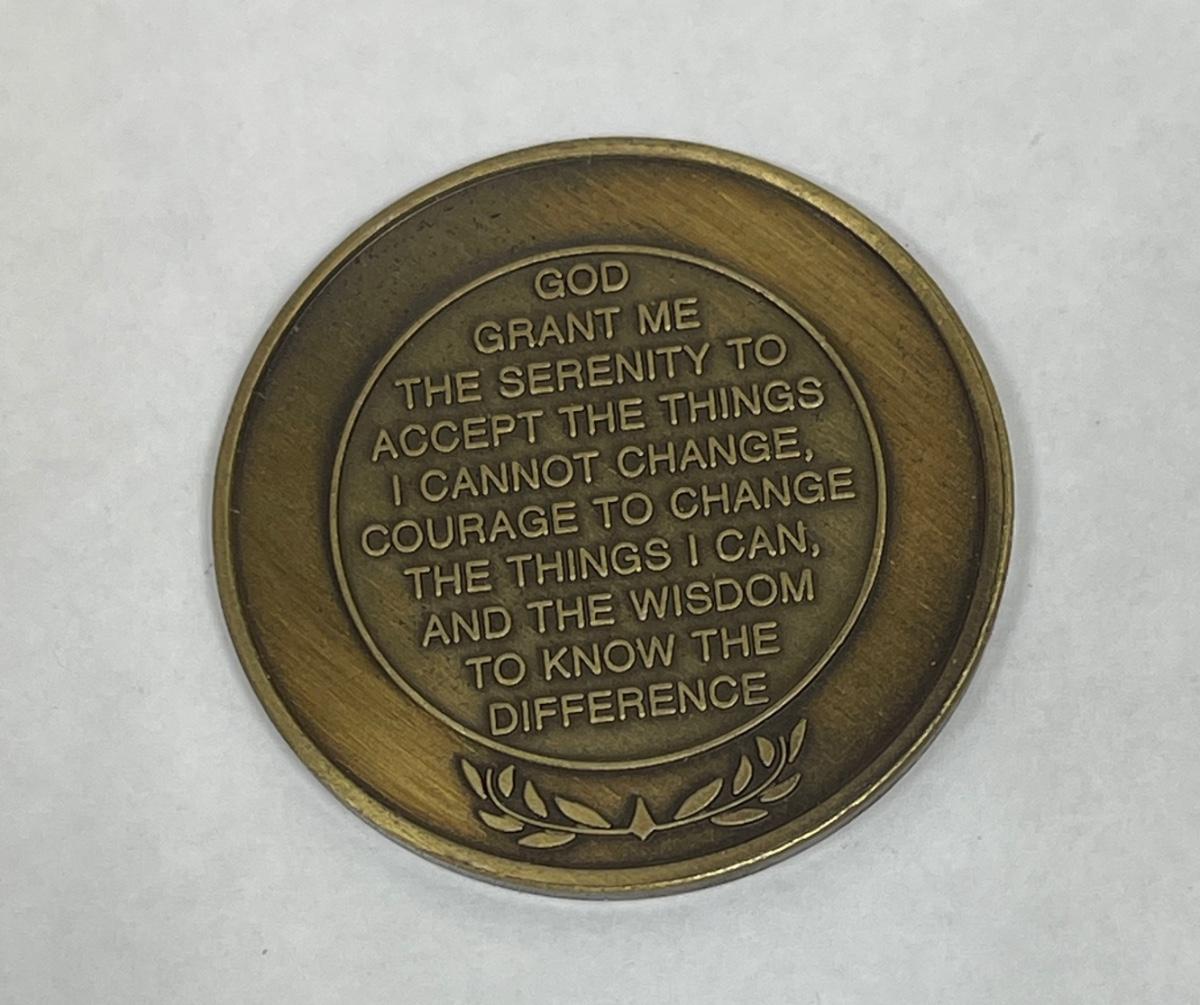 GOD
GRANT ME
THE SERENITY TO
ACCEPT THE THINGS
I CANNOT CHANGE,
COURAGE TO CHANGE
THE THINGS I CAN,
AND THE WISDOM
TO KNOW THE
DIFFERENCE